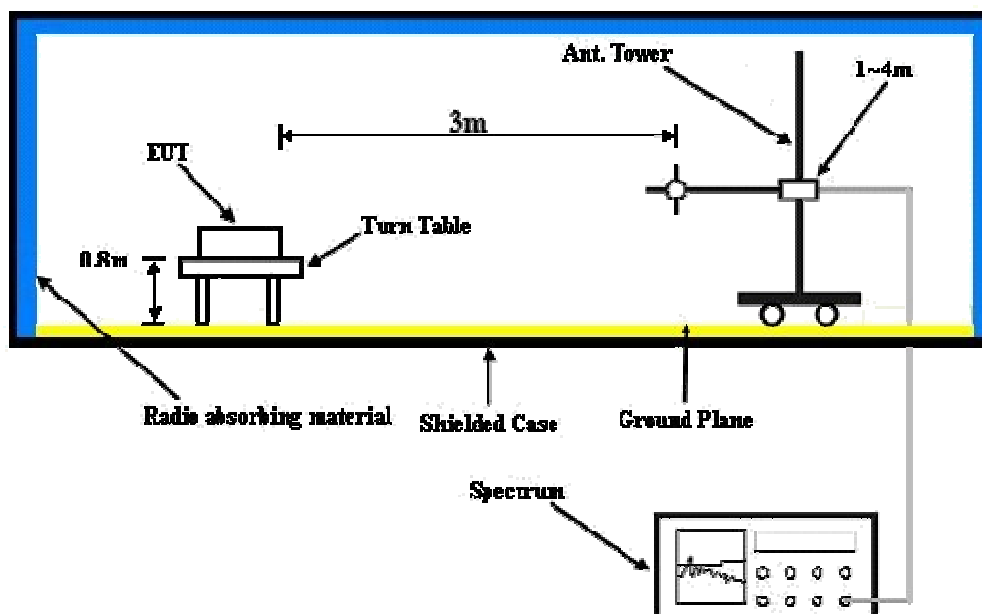 Ant. Tower
1~4m
3m
EUT
Turn Table
0.8m
Radio absorbing material
Shielded Case
Ground Plane
Spectrum